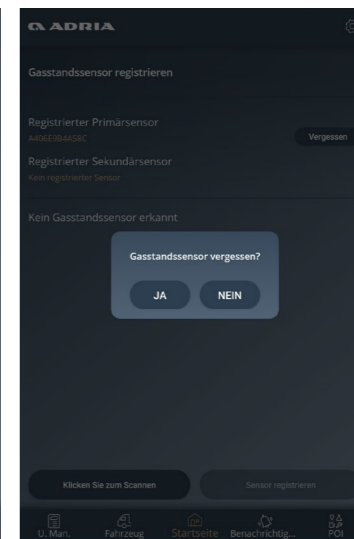 ADRIA
Gasstandssensor registrieren
Registrierter Primärsensor
A406E9B4A58C
Vergessen
Registrierter Sekundärsensor
Kein registrierter Sensor
Kein Gasstandssensor erkannt
Gasstandssensor vergessen?
JA NEIN
Klicken Sie zum Scannen Sensor registrieren
U. Man. Fahrzeug Startseite Benachrichtig... POI